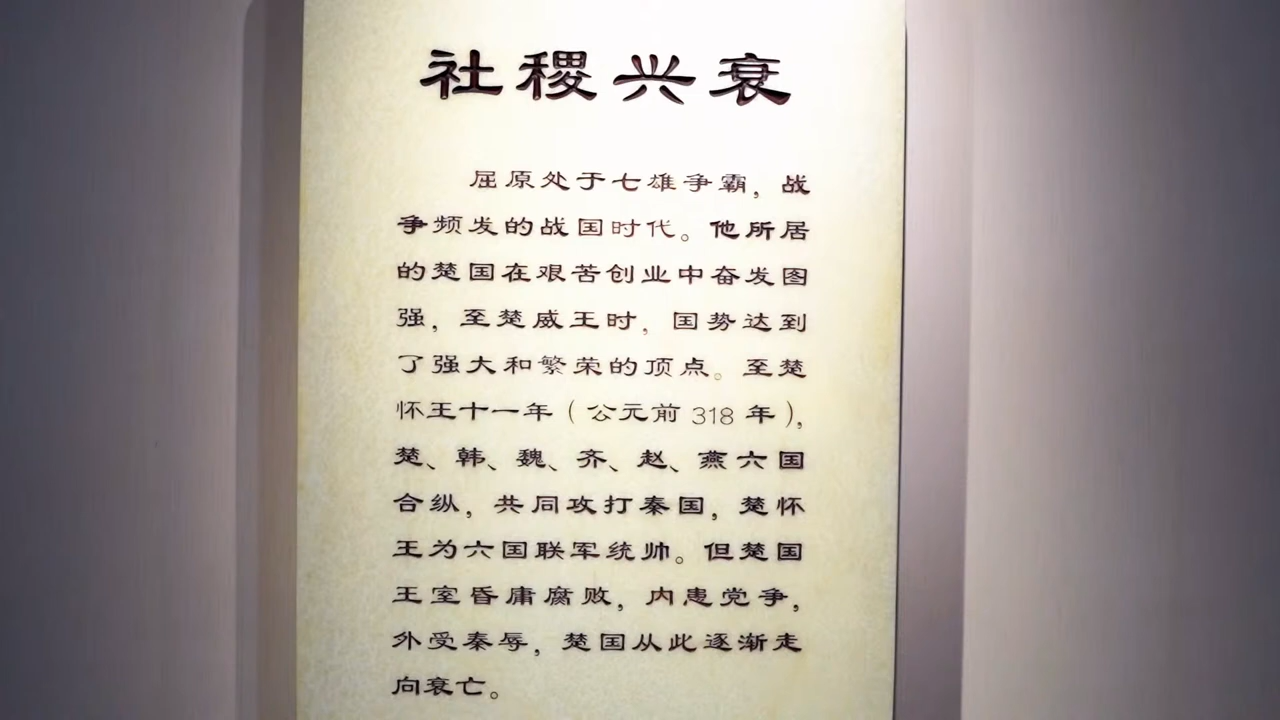 社稷兴衰
屈原处于七雄争霸，战
争频发的战国时代。他所居
的楚国在艰苦创业中奋发图
强，至楚威王时，国势达到
了强大和繁荣的顶点。至楚
怀王十一年（公元前 318 年），
楚、韩、魏、齐、赵、燕六国
合纵，共同攻打秦国，楚怀
王为六国联军统帅。但楚国
王室昏庸腐败，内患党争，
外受秦辱，楚国从此逐渐走
向衰亡。